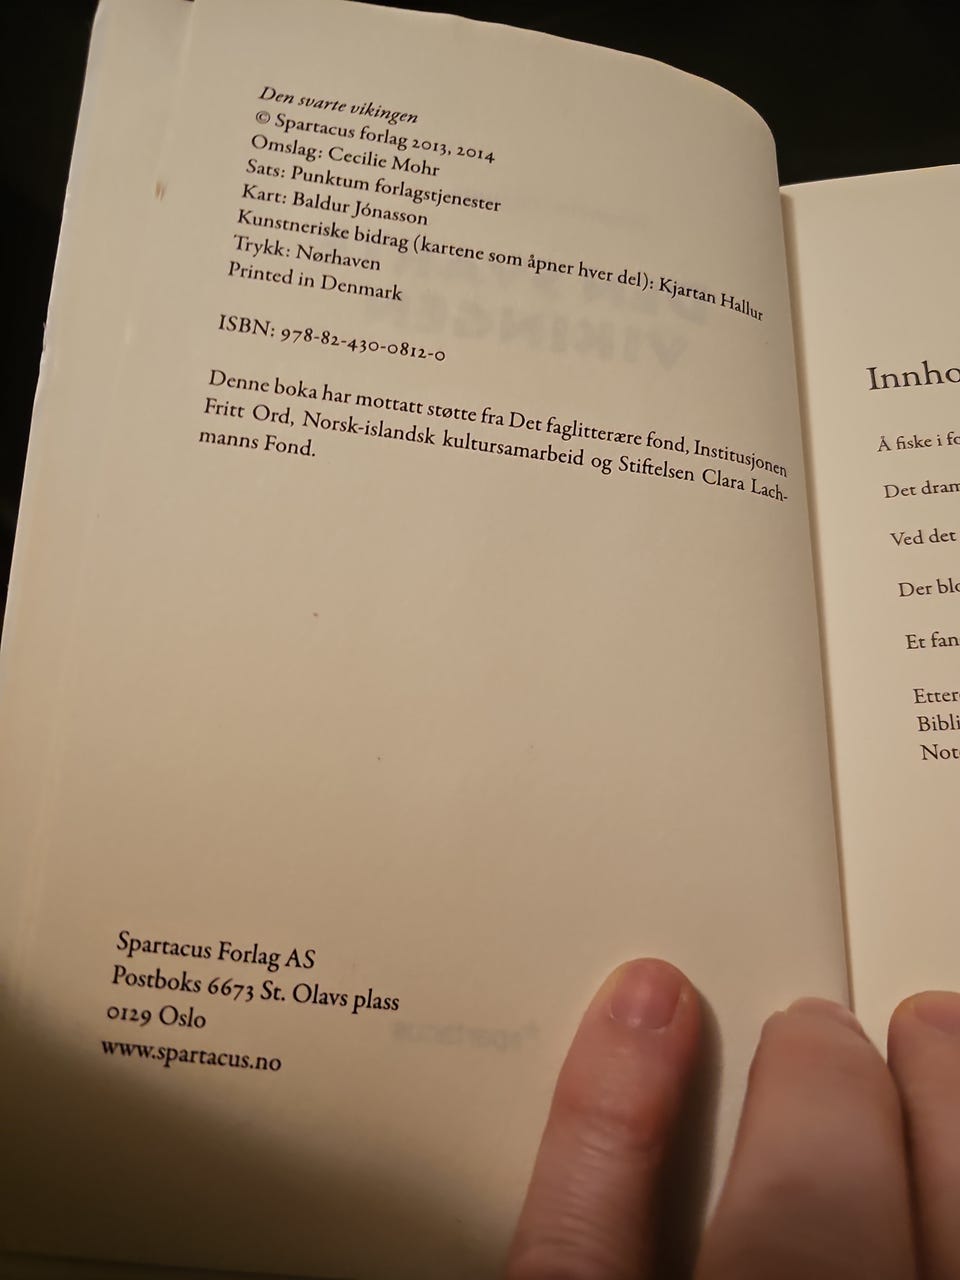 Den svarte vikingen
© Spartacus forlag 2013, 2014
Omslag: Cecilie Mohr
Sats: Punktum forlagstjenester
Kart: Baldur Jónasson
Kunstneriske bidrag (kartene som åpner hver del): Kjartan Hallur
Trykk: Nørhaven
Printed in Denmark
ISBN: 978-82-430-0812-0
Denne boka har mottatt støtte fra Det faglitterære fond, Institusjonen
Fritt Ord, Norsk-islandsk kultursamarbeid og Stiftelsen Clara Lach-
manns Fond.
Spartacus Forlag AS
Postboks 6673 St. Olavs plass
0129 Oslo
www.spartacus.no
Innho
Å fiske i fo
Det dram
Ved det
Der blo
Et fan
Etter
Bibli
Not